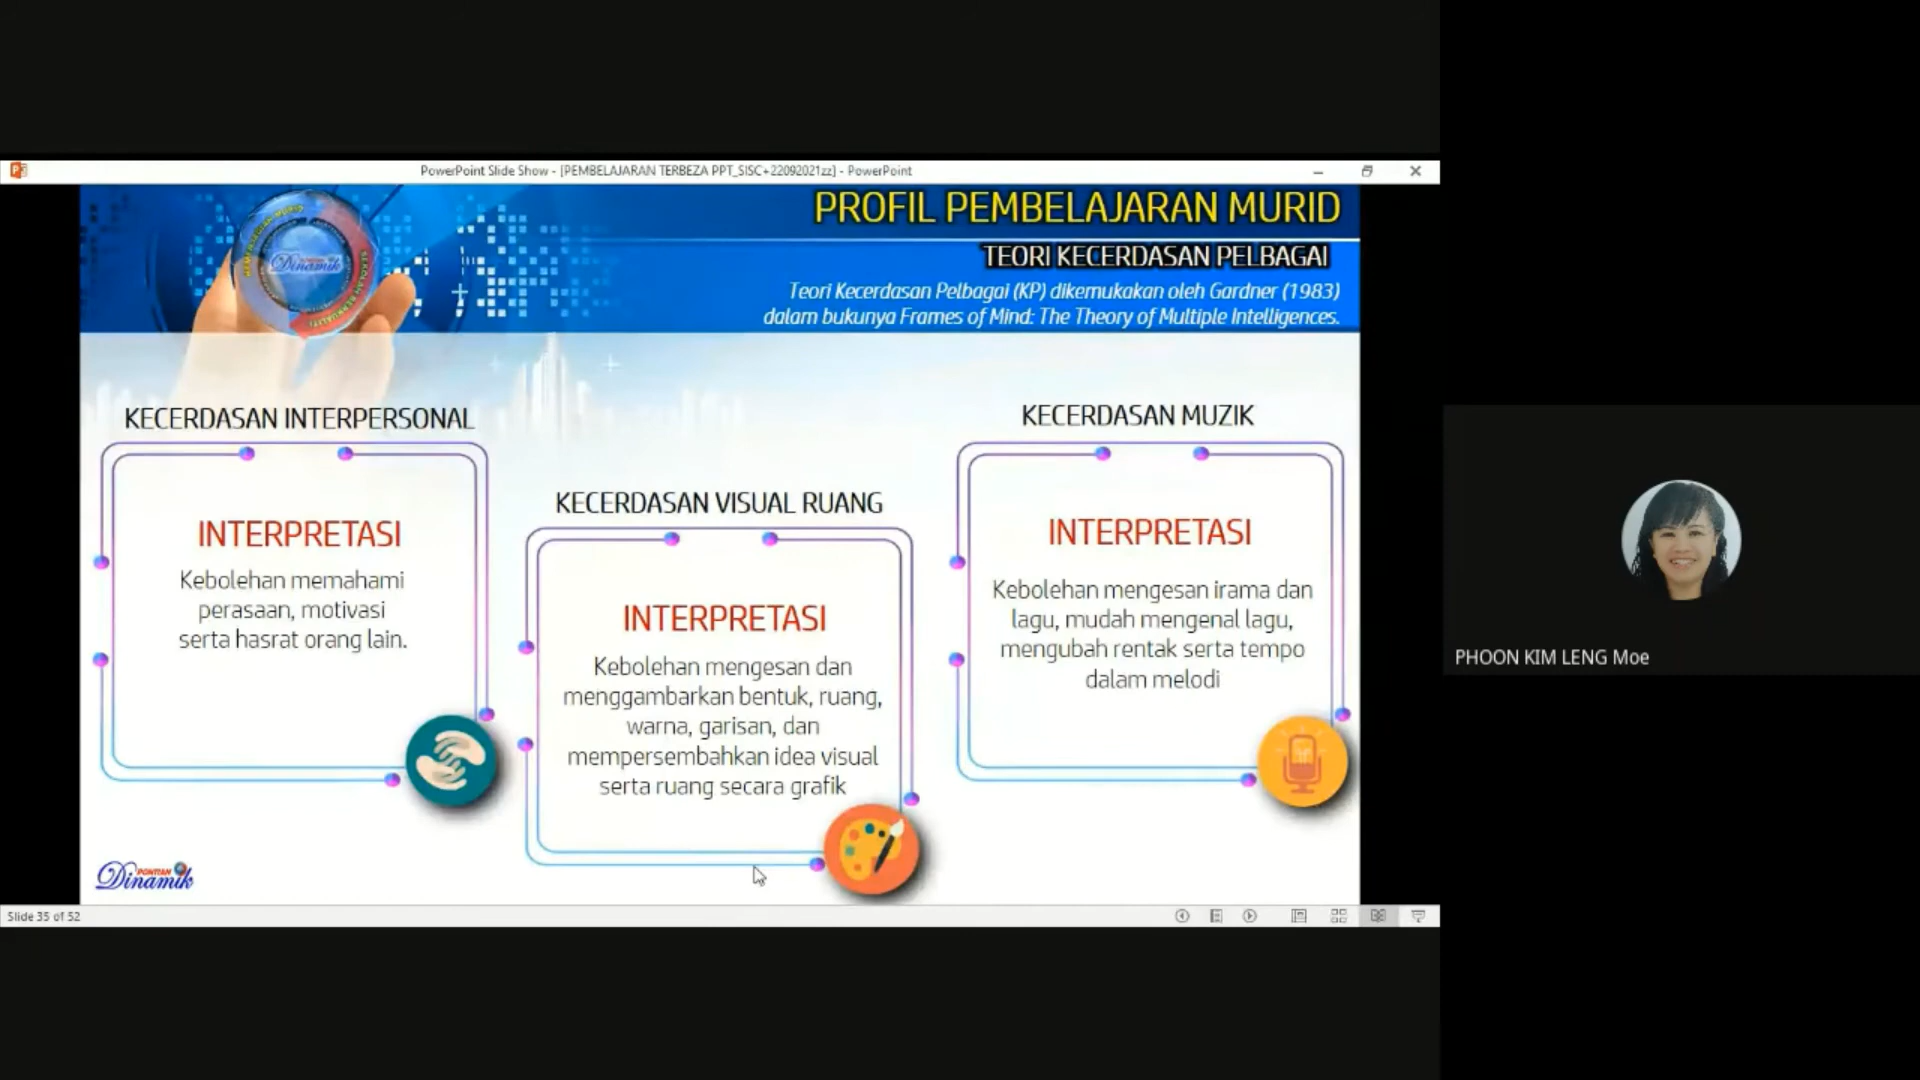 PowerPoint Slide Show - [PEMBELAJARAN TERBEZA PPT_SISC+22092021zz] - PowerPoint
PROFIL PEMBELAJARAN MURID
TEORI KECERDASAN PELBAGAI
Teori Kecerdasan Pelbagai (KP) dikemukakan oleh Gardner (1983)
dalam bukunya Frames of Mind: The Theory of Multiple Intelligences.
Dinamik
KECERDASAN INTERPERSONAL
INTERPRETASI
Kebolehan memahami
perasaan, motivasi
serta hasrat orang lain.
KECERDASAN VISUAL RUANG
INTERPRETASI
Kebolehan mengesan dan
menggambarkan bentuk, ruang,
warna, garisan, dan
mempersembahkan idea visual
serta ruang secara grafik
KECERDASAN MUZIK
INTERPRETASI
Kebolehan mengesan irama dan
lagu, mudah mengenal lagu,
mengubah rentak serta tempo
dalam melodi
PONTIAN
Dinamik
Slide 35 of 52
PHOON KIM LENG Moe